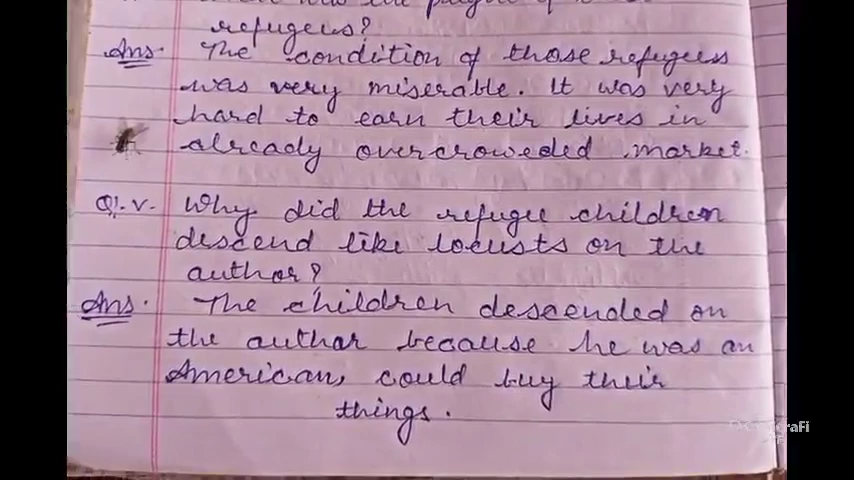 refugees?
Ans. The condition of those refugees
was very miserable. It was very
hard to earn their lives in
already overcroweded market.
Q. V. Why did the refugee children
descend like locusts on the
author?
Ans. The children descended on
the author because he was an
American, could buy their
things.